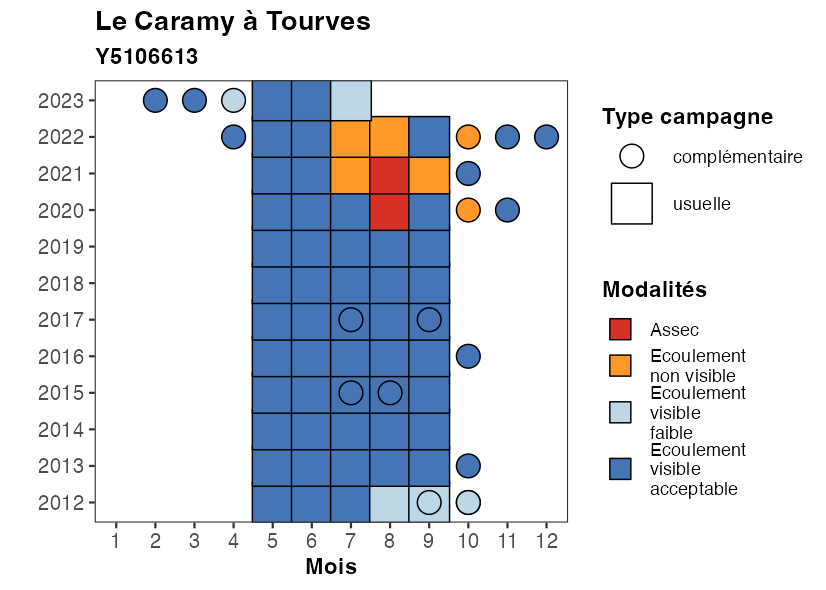 Le Caramy à Tourves
Y5106613
2023
2022
2021
2020
2019
2018
2017
2016
2015
2014
2013
2012
1 2 3 4 5 6 7 8 9 10 11 12
Mois
Type campagne
complémentaire
usuelle
Modalités
Assec
Ecoulement
non visible
Ecoulement
visible
faible
Ecoulement
visible
acceptable